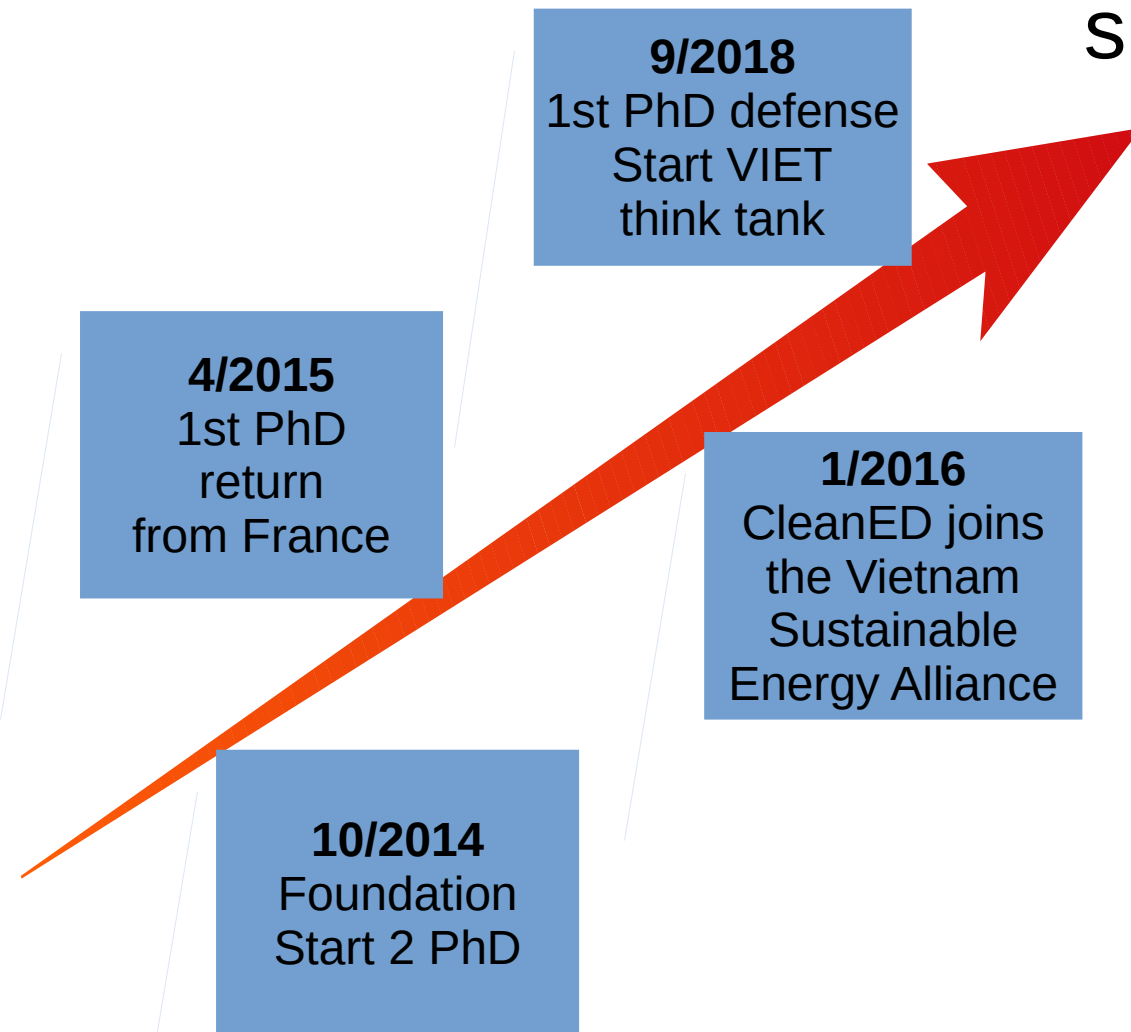 s
9/2018
1st PhD defense
Start VIET
think tank
4/2015
1st PhD
return
from France
1/2016
CleanED joins
the Vietnam
Sustainable
Energy Alliance
10/2014
Foundation
Start 2 PhD